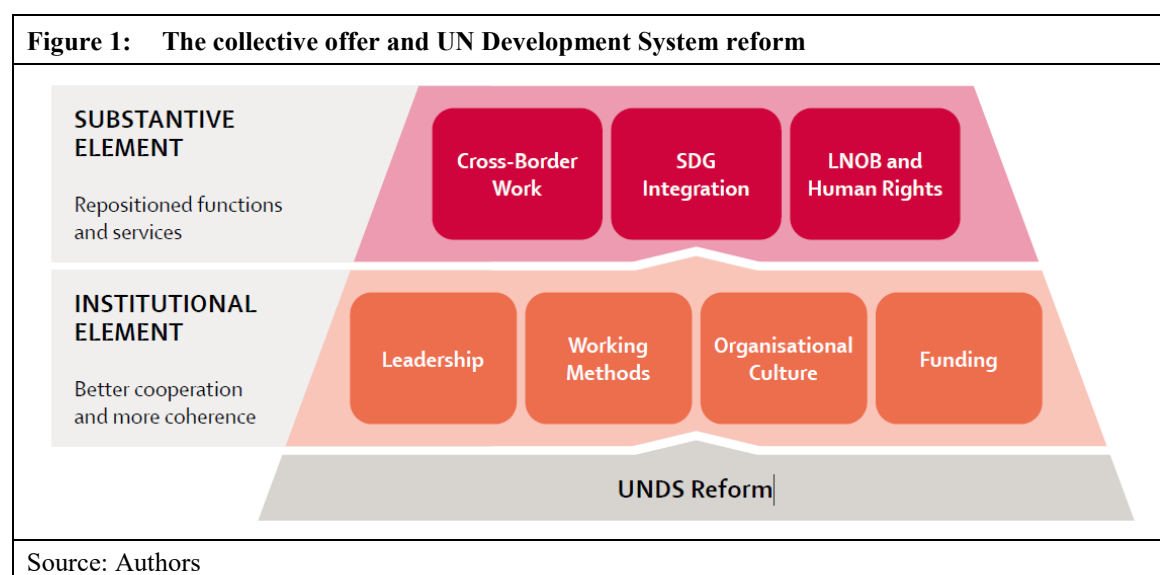 Figure 1: The collective offer and UN Development System reform
SUBSTANTIVE
ELEMENT
Repositioned functions
and services
Cross-Border
Work
SDG
Integration
LNOB and
Human Rights
INSTITUTIONAL
ELEMENT
Better cooperation
and more coherence
Leadership
Working
Methods
Organisational
Culture
Funding
UNDS Reform
Source: Authors